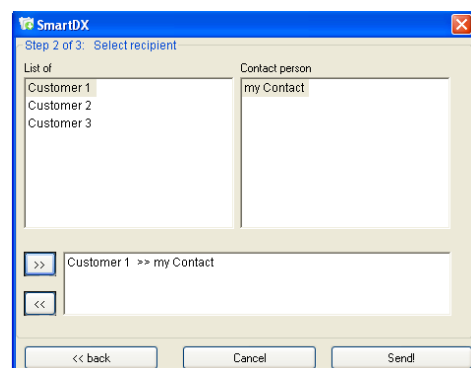 SmartDX
Step 2 of 3: Select recipient
List of
Contact person
Customer 1
Customer 2
Customer 3
my Contact
>>
Customer 1 >> my Contact
<<
<< back
Cancel
Send!